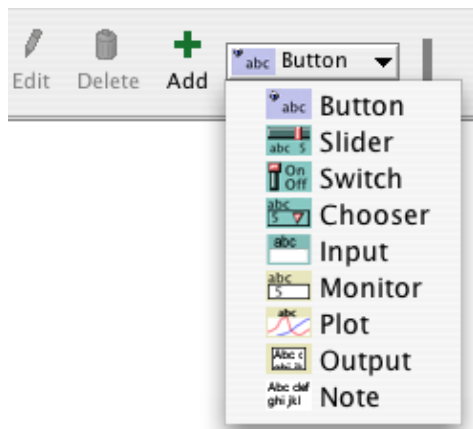 Edit Delete Add abc Button
abc Button
abc 5 Slider
On Off Switch
abc 5 Chooser
abc Input
abc 5 Monitor
abc Plot
Abc c Output
Abc def ghi jkl Note